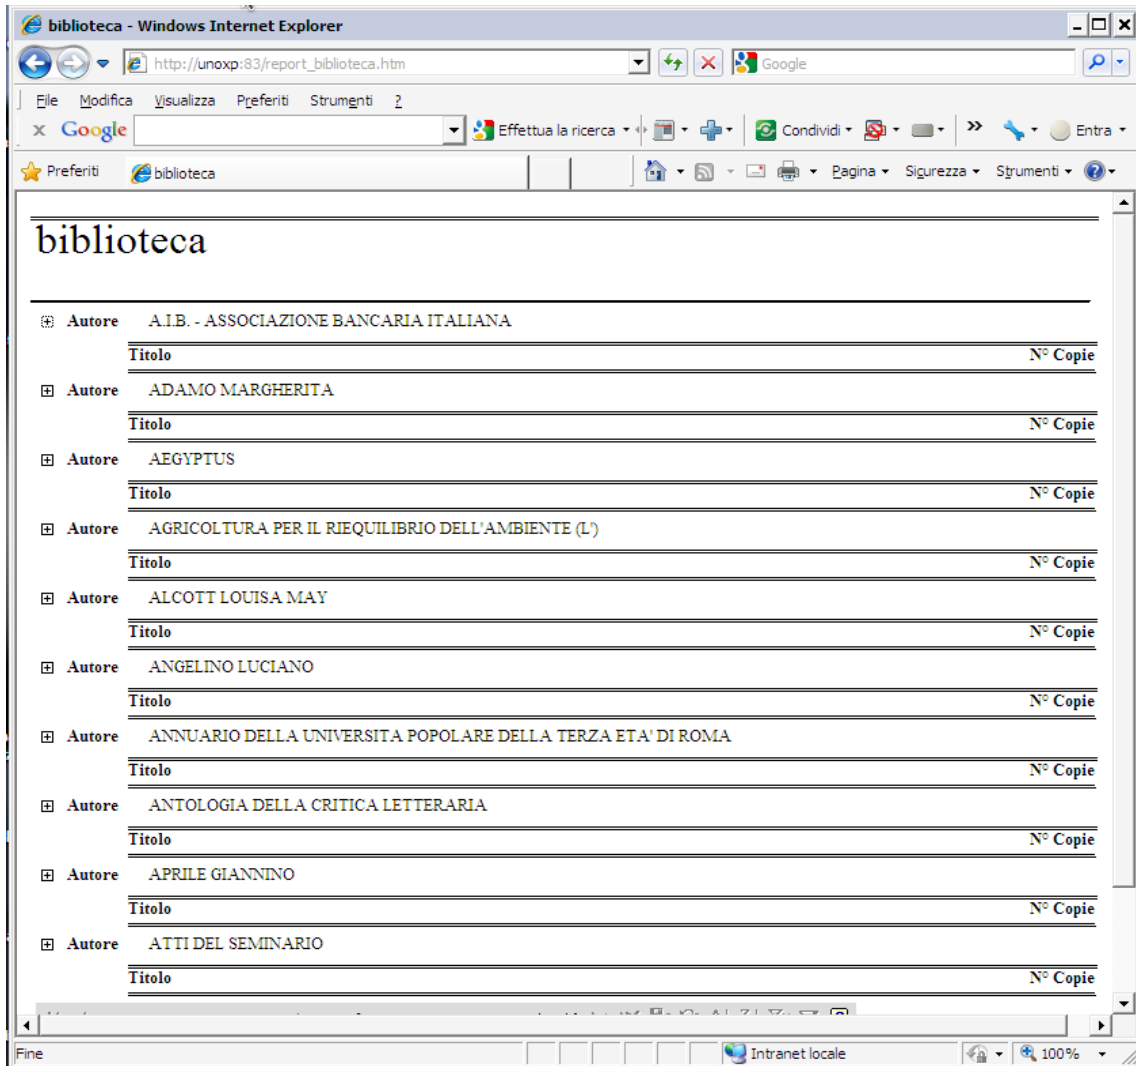 biblioteca - Windows Internet Explorer
http://unoxp:83/report_biblioteca.htm Google
File Modifica Visualizza Preferiti Strumenti ?
x Google Effettua la ricerca Condividi » Entra
Preferiti biblioteca Pagina Sicurezza Strumenti
biblioteca
Autore A.I.B. - ASSOCIAZIONE BANCARIA ITALIANA
Titolo N° Copie
Autore ADAMO MARGHERITA
Titolo N° Copie
Autore AEGYPTUS
Titolo N° Copie
Autore AGRICOLTURA PER IL RIEQUILIBRIO DELL'AMBIENTE (L')
Titolo N° Copie
Autore ALCOTT LOUISA MAY
Titolo N° Copie
Autore ANGELINO LUCIANO
Titolo N° Copie
Autore ANNUARIO DELLA UNIVERSITA POPOLARE DELLA TERZA ETA' DI ROMA
Titolo N° Copie
Autore ANTOLOGIA DELLA CRITICA LETTERARIA
Titolo N° Copie
Autore APRILE GIANNINO
Titolo N° Copie
Autore ATTI DEL SEMINARIO
Titolo N° Copie
Fine Intranet locale 100%